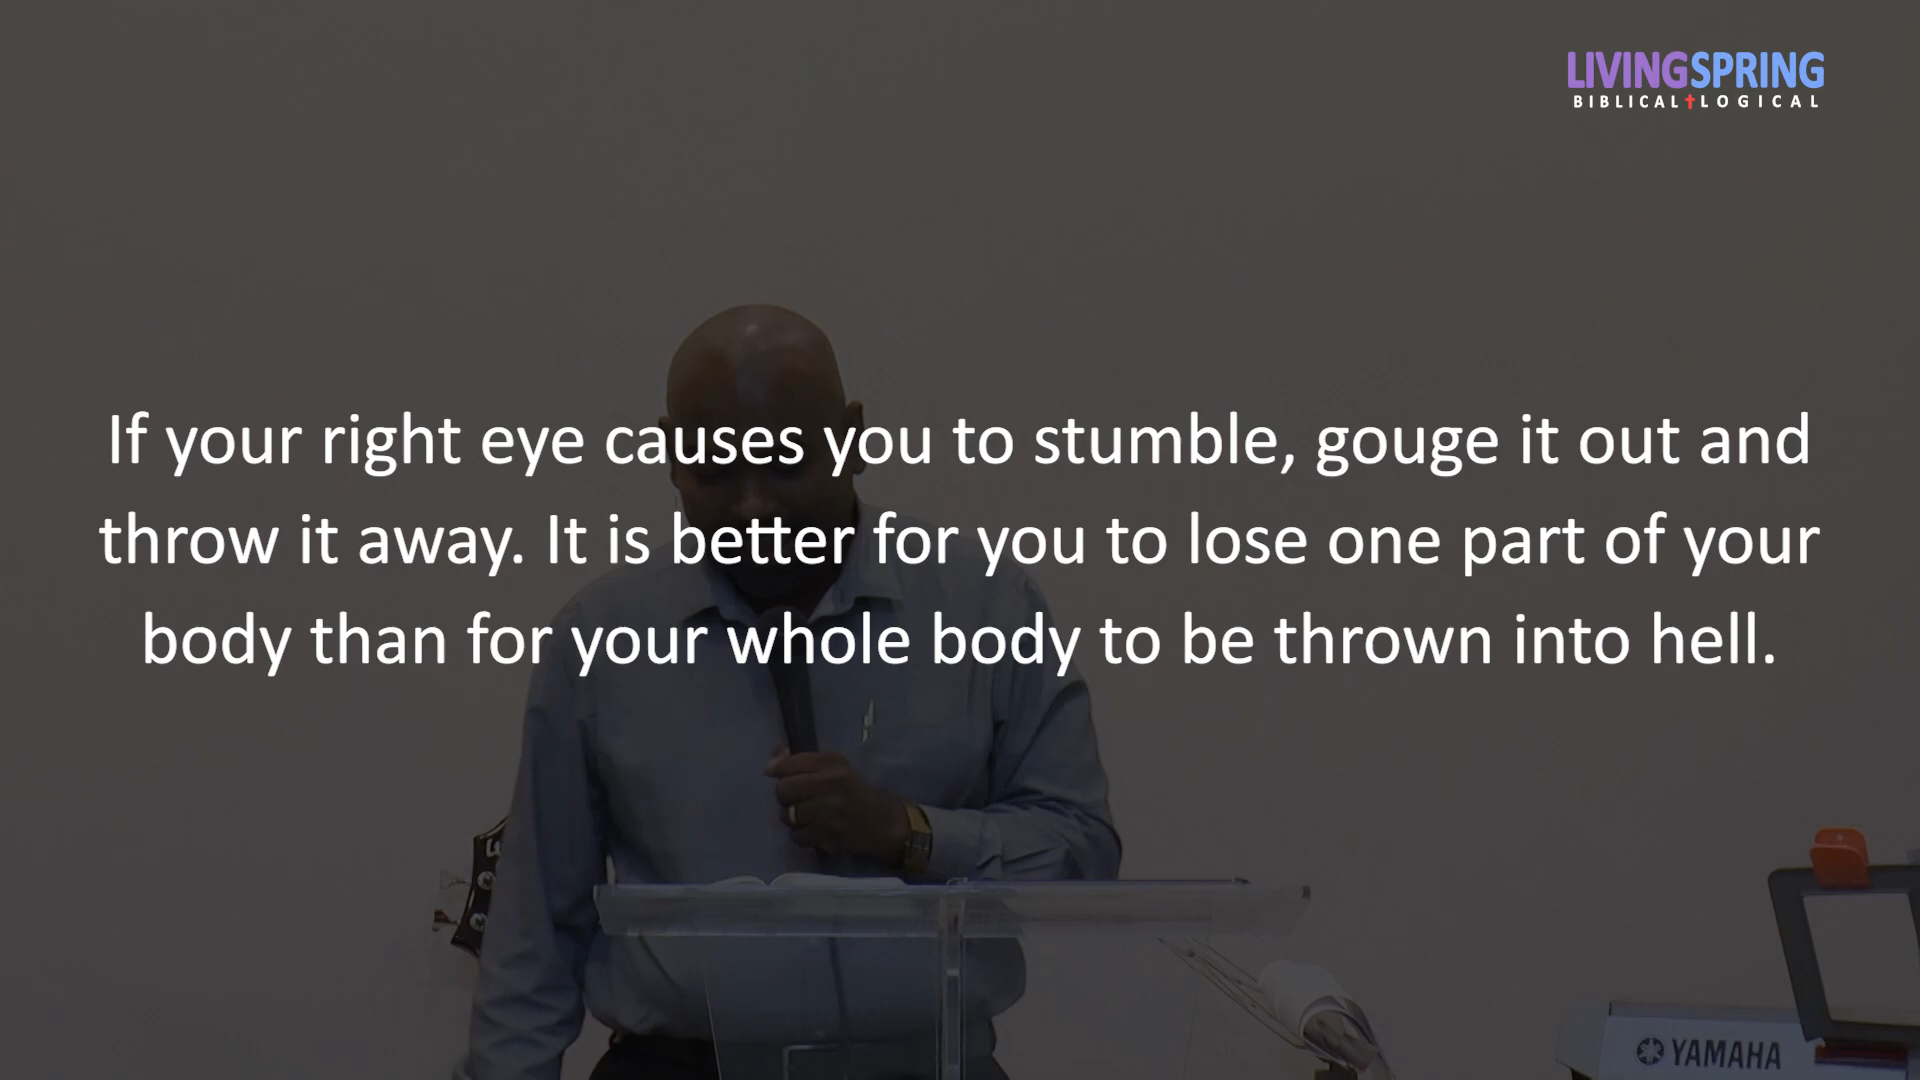 LIVINGSPRING
BIBLICAL LOGICAL
If your right eye causes you to stumble, gouge it out and
throw it away. It is better for you to lose one part of your
body than for your whole body to be thrown into hell.
YAMAHA